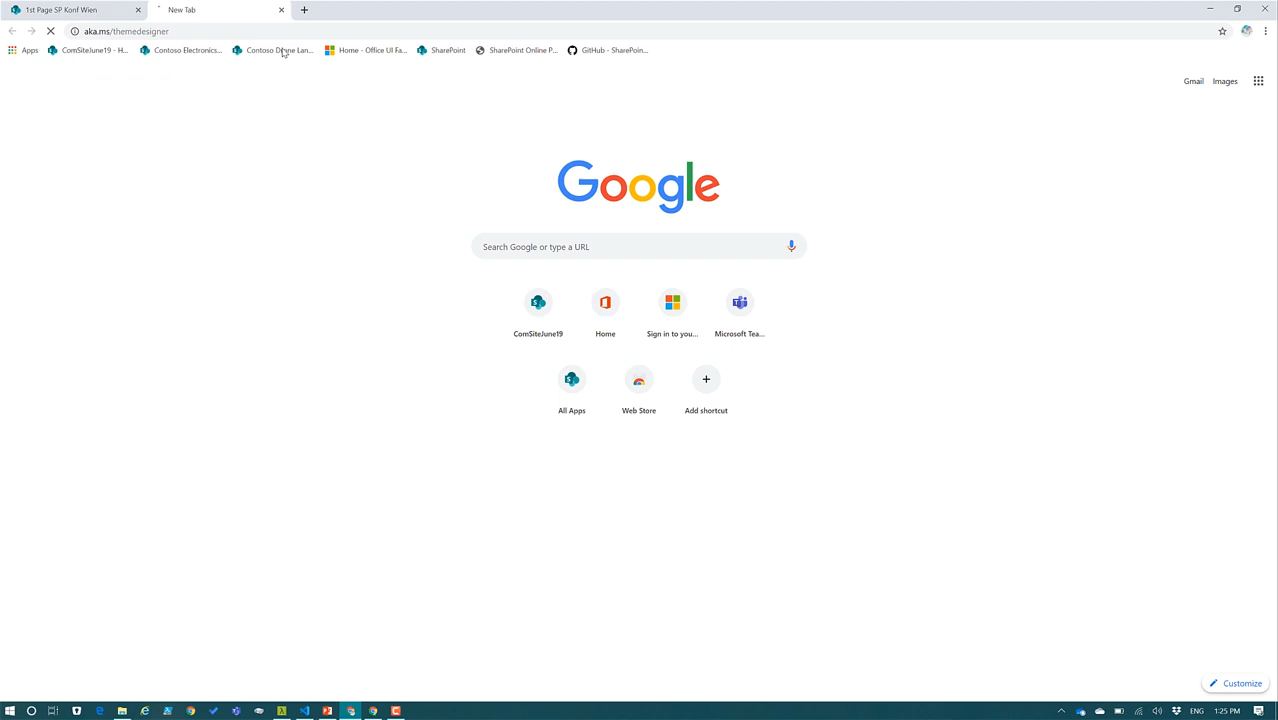 1st Page SP Konf Wien
New Tab
aka.ms/themedesigner
Apps
ComSiteJune19 - H...
Contoso Electronics...
Contoso Drone Lan...
Home - Office UI Fa...
SharePoint
SharePoint Online P...
GitHub - SharePoin...
Gmail
Images
Google
Search Google or type a URL
ComSiteJune19
Home
Sign in to you...
Microsoft Tea...
All Apps
Web Store
Add shortcut
Customize
ENG
1:25 PM